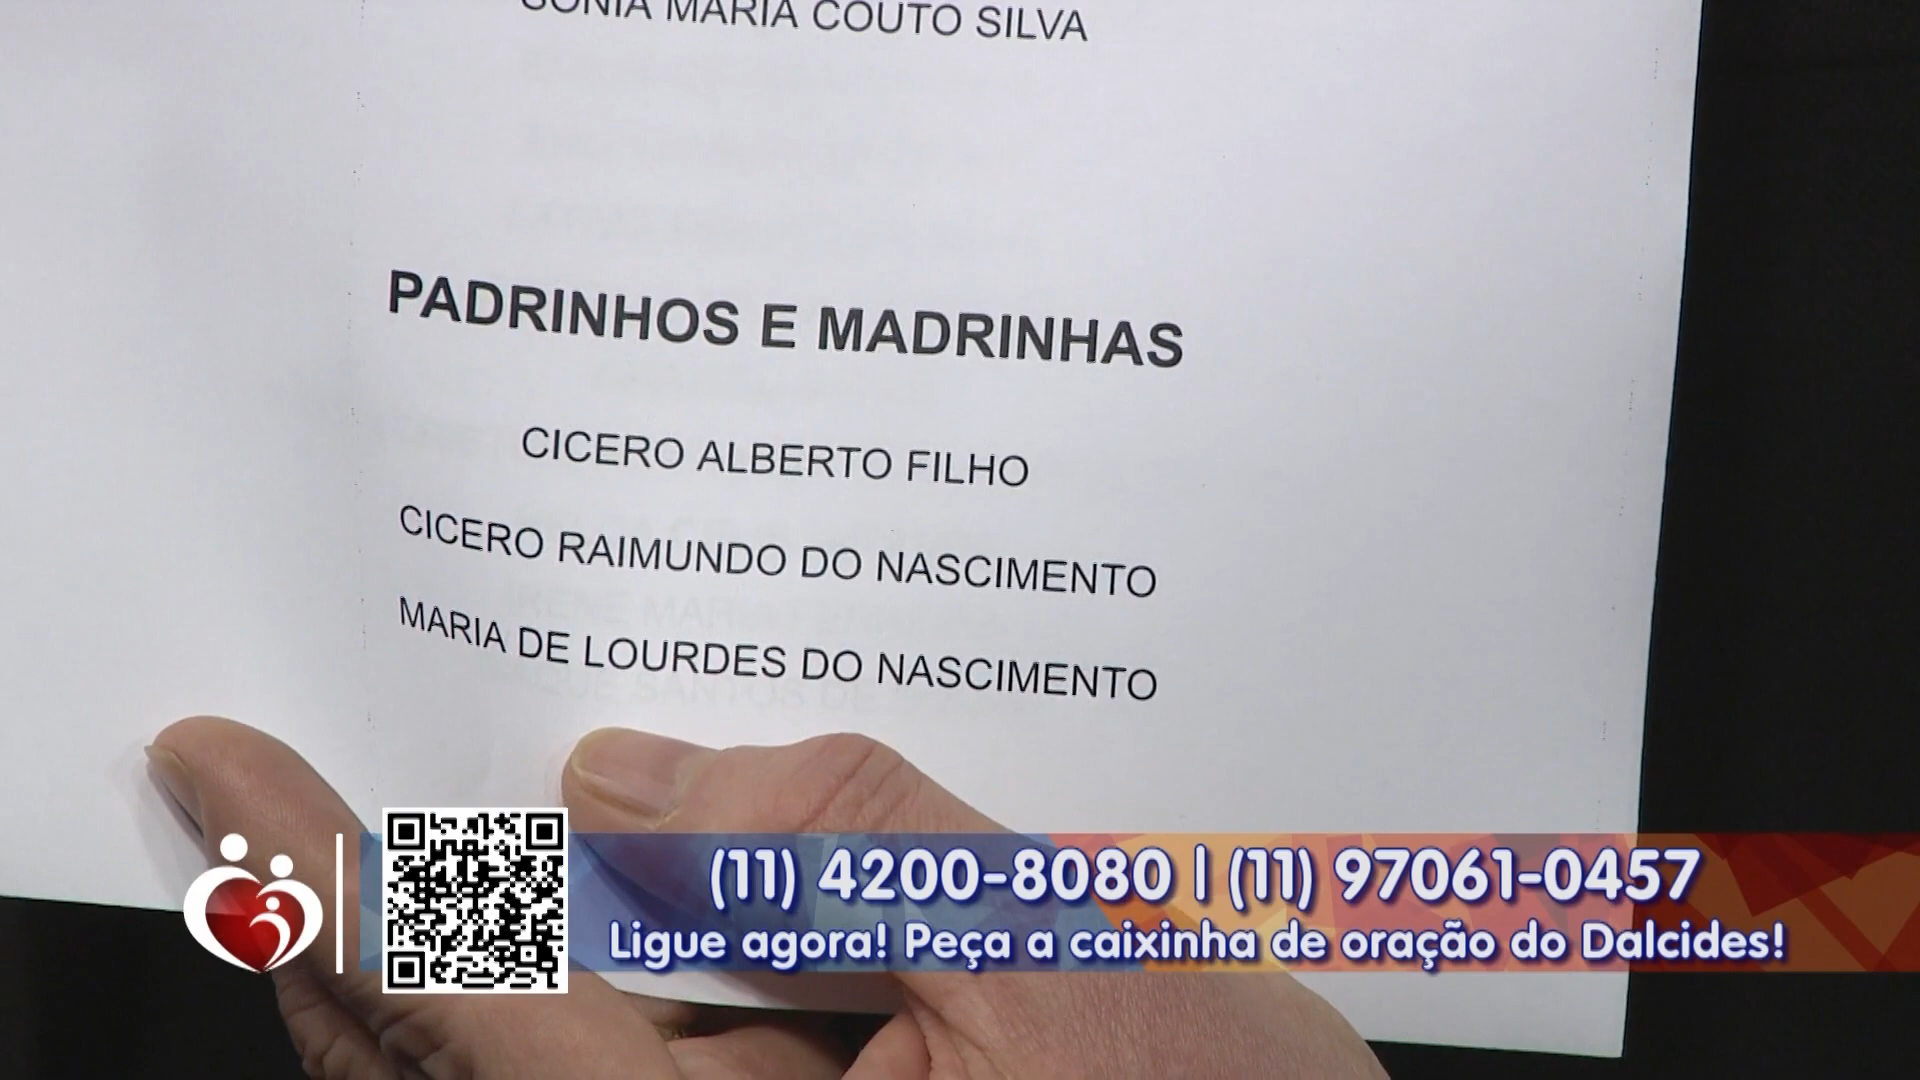 SONIA MARIA COUTO SILVA
PADRINHOS E MADRINHAS
CICERO ALBERTO FILHO
CICERO RAIMUNDO DO NASCIMENTO
MARIA DE LOURDES DO NASCIMENTO
(11) 4200-8080 | (11) 97061-0457
Ligue agora! Peça a caixinha de oração do Dalcides!